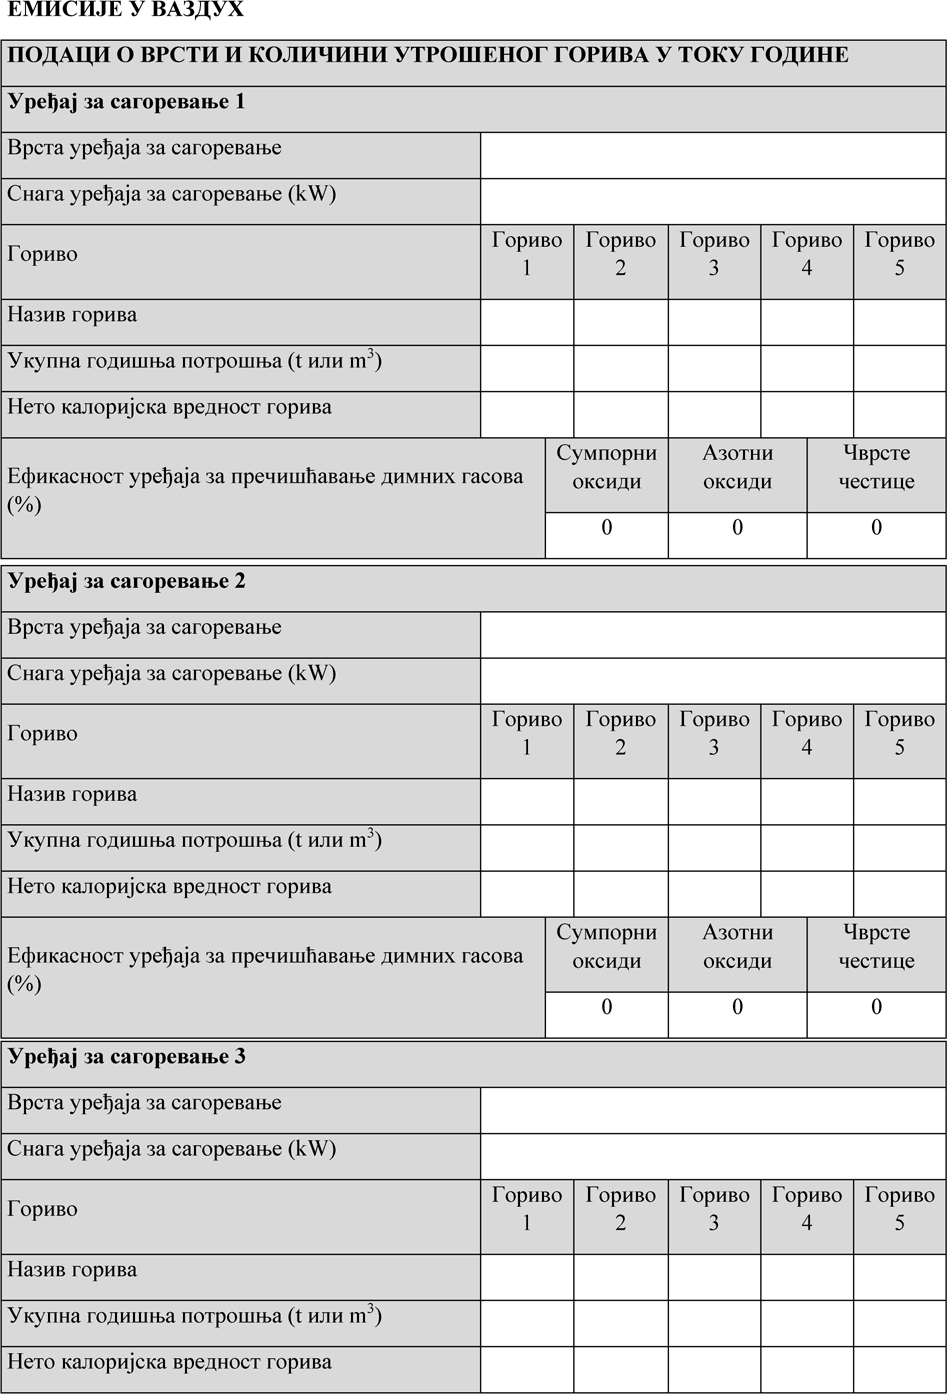 ЕМИСИЈЕ У ВАЗДУХ
ПОДАЦИ О ВРСТИ И КОЛИЧИНИ УТРОШЕНОГ ГОРИВА У ТОКУ ГОДИНЕ
Уређај за сагоревање 1
Врста уређаја за сагоревање
Снага уређаја за сагоревање (kW)
Гориво
Гориво 1
Гориво 2
Гориво 3
Гориво 4
Гориво 5
Назив горива
Укупна годишња потрошња (t или m³)
Нето калоријска вредност горива
Ефикасност уређаја за пречишћавање димних гасова
(%)
Сумпорни оксиди
Азотни оксиди
Чврсте честице
0 0 0
Уређај за сагоревање 2
Врста уређаја за сагоревање
Снага уређаја за сагоревање (kW)
Гориво
Гориво 1
Гориво 2
Гориво 3
Гориво 4
Гориво 5
Назив горива
Укупна годишња потрошња (t или m³)
Нето калоријска вредност горива
Ефикасност уређаја за пречишћавање димних гасова
(%)
Сумпорни оксиди
Азотни оксиди
Чврсте честице
0 0 0
Уређај за сагоревање 3
Врста уређаја за сагоревање
Снага уређаја за сагоревање (kW)
Гориво
Гориво 1
Гориво 2
Гориво 3
Гориво 4
Гориво 5
Назив горива
Укупна годишња потрошња (t или m³)
Нето калоријска вредност горива